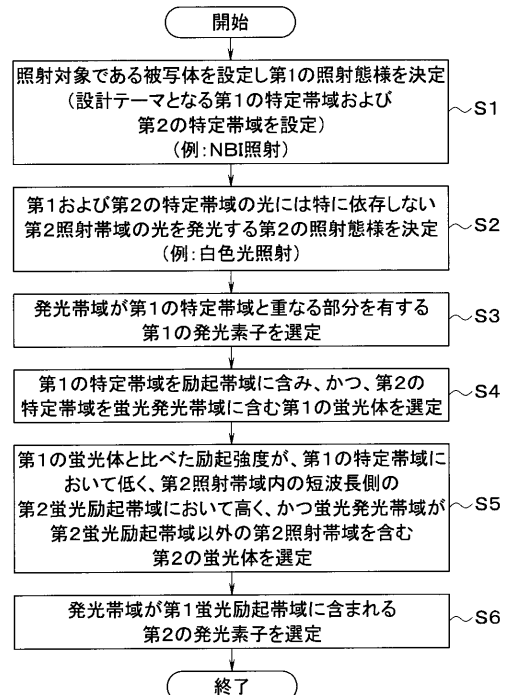 開始
照射対象である被写体を設定し第1の照射態様を決定
(設計テーマとなる第1の特定帯域および
第2の特定帯域を設定)
(例:NBI照射)
S1
第1および第2の特定帯域の光には特に依存しない
第2照射帯域の光を発光する第2の照射態様を決定
(例:白色光照射)
S2
発光帯域が第1の特定帯域と重なる部分を有する
第1の発光素子を選定
S3
第1の特定帯域を励起帯域に含み、かつ、第2の
特定帯域を蛍光発光帯域に含む第1の蛍光体を選定
S4
第1の蛍光体と比べた励起強度が、第1の特定帯域に
おいて低く、第2照射帯域内の短波長側の
第2蛍光励起帯域において高く、かつ蛍光発光帯域が
第2蛍光励起帯域以外の第2照射帯域を含む
第2の蛍光体を選定
S5
発光帯域が第1蛍光励起帯域に含まれる
第2の発光素子を選定
S6
終了